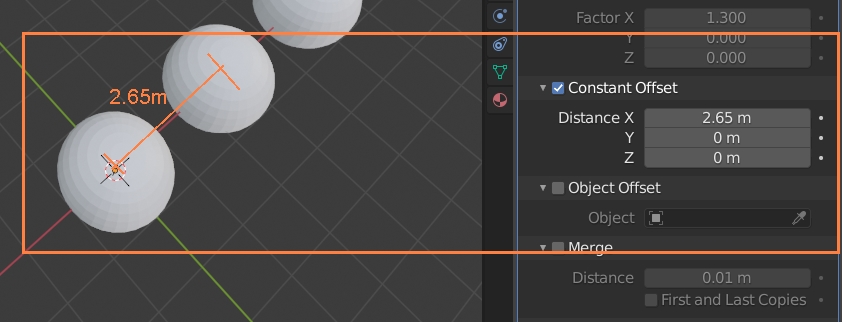 2.65m
Factor X 1.300
Y 0.000
Z 0.000
Constant Offset
Distance X 2.65 m
Y 0 m
Z 0 m
Object Offset
Object
Merge
Distance 0.01 m
First and Last Copies